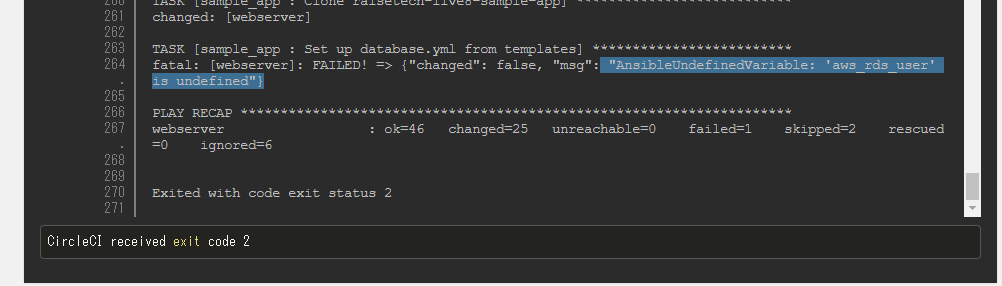 260 TASK [sample_app : Clone raisetech-live8-sample-app] ***************************
261 changed: [webserver]
262
263 TASK [sample_app : Set up database.yml from templates] *************************
264 fatal: [webserver]: FAILED! => {"changed": false, "msg": "AnsibleUndefinedVariable: 'aws_rds_user'
. is undefined"}
265
266 PLAY RECAP *********************************************************************
267 webserver : ok=46 changed=25 unreachable=0 failed=1 skipped=2 rescued
. =0 ignored=6
268
269
270 Exited with code exit status 2
271
CircleCI received exit code 2